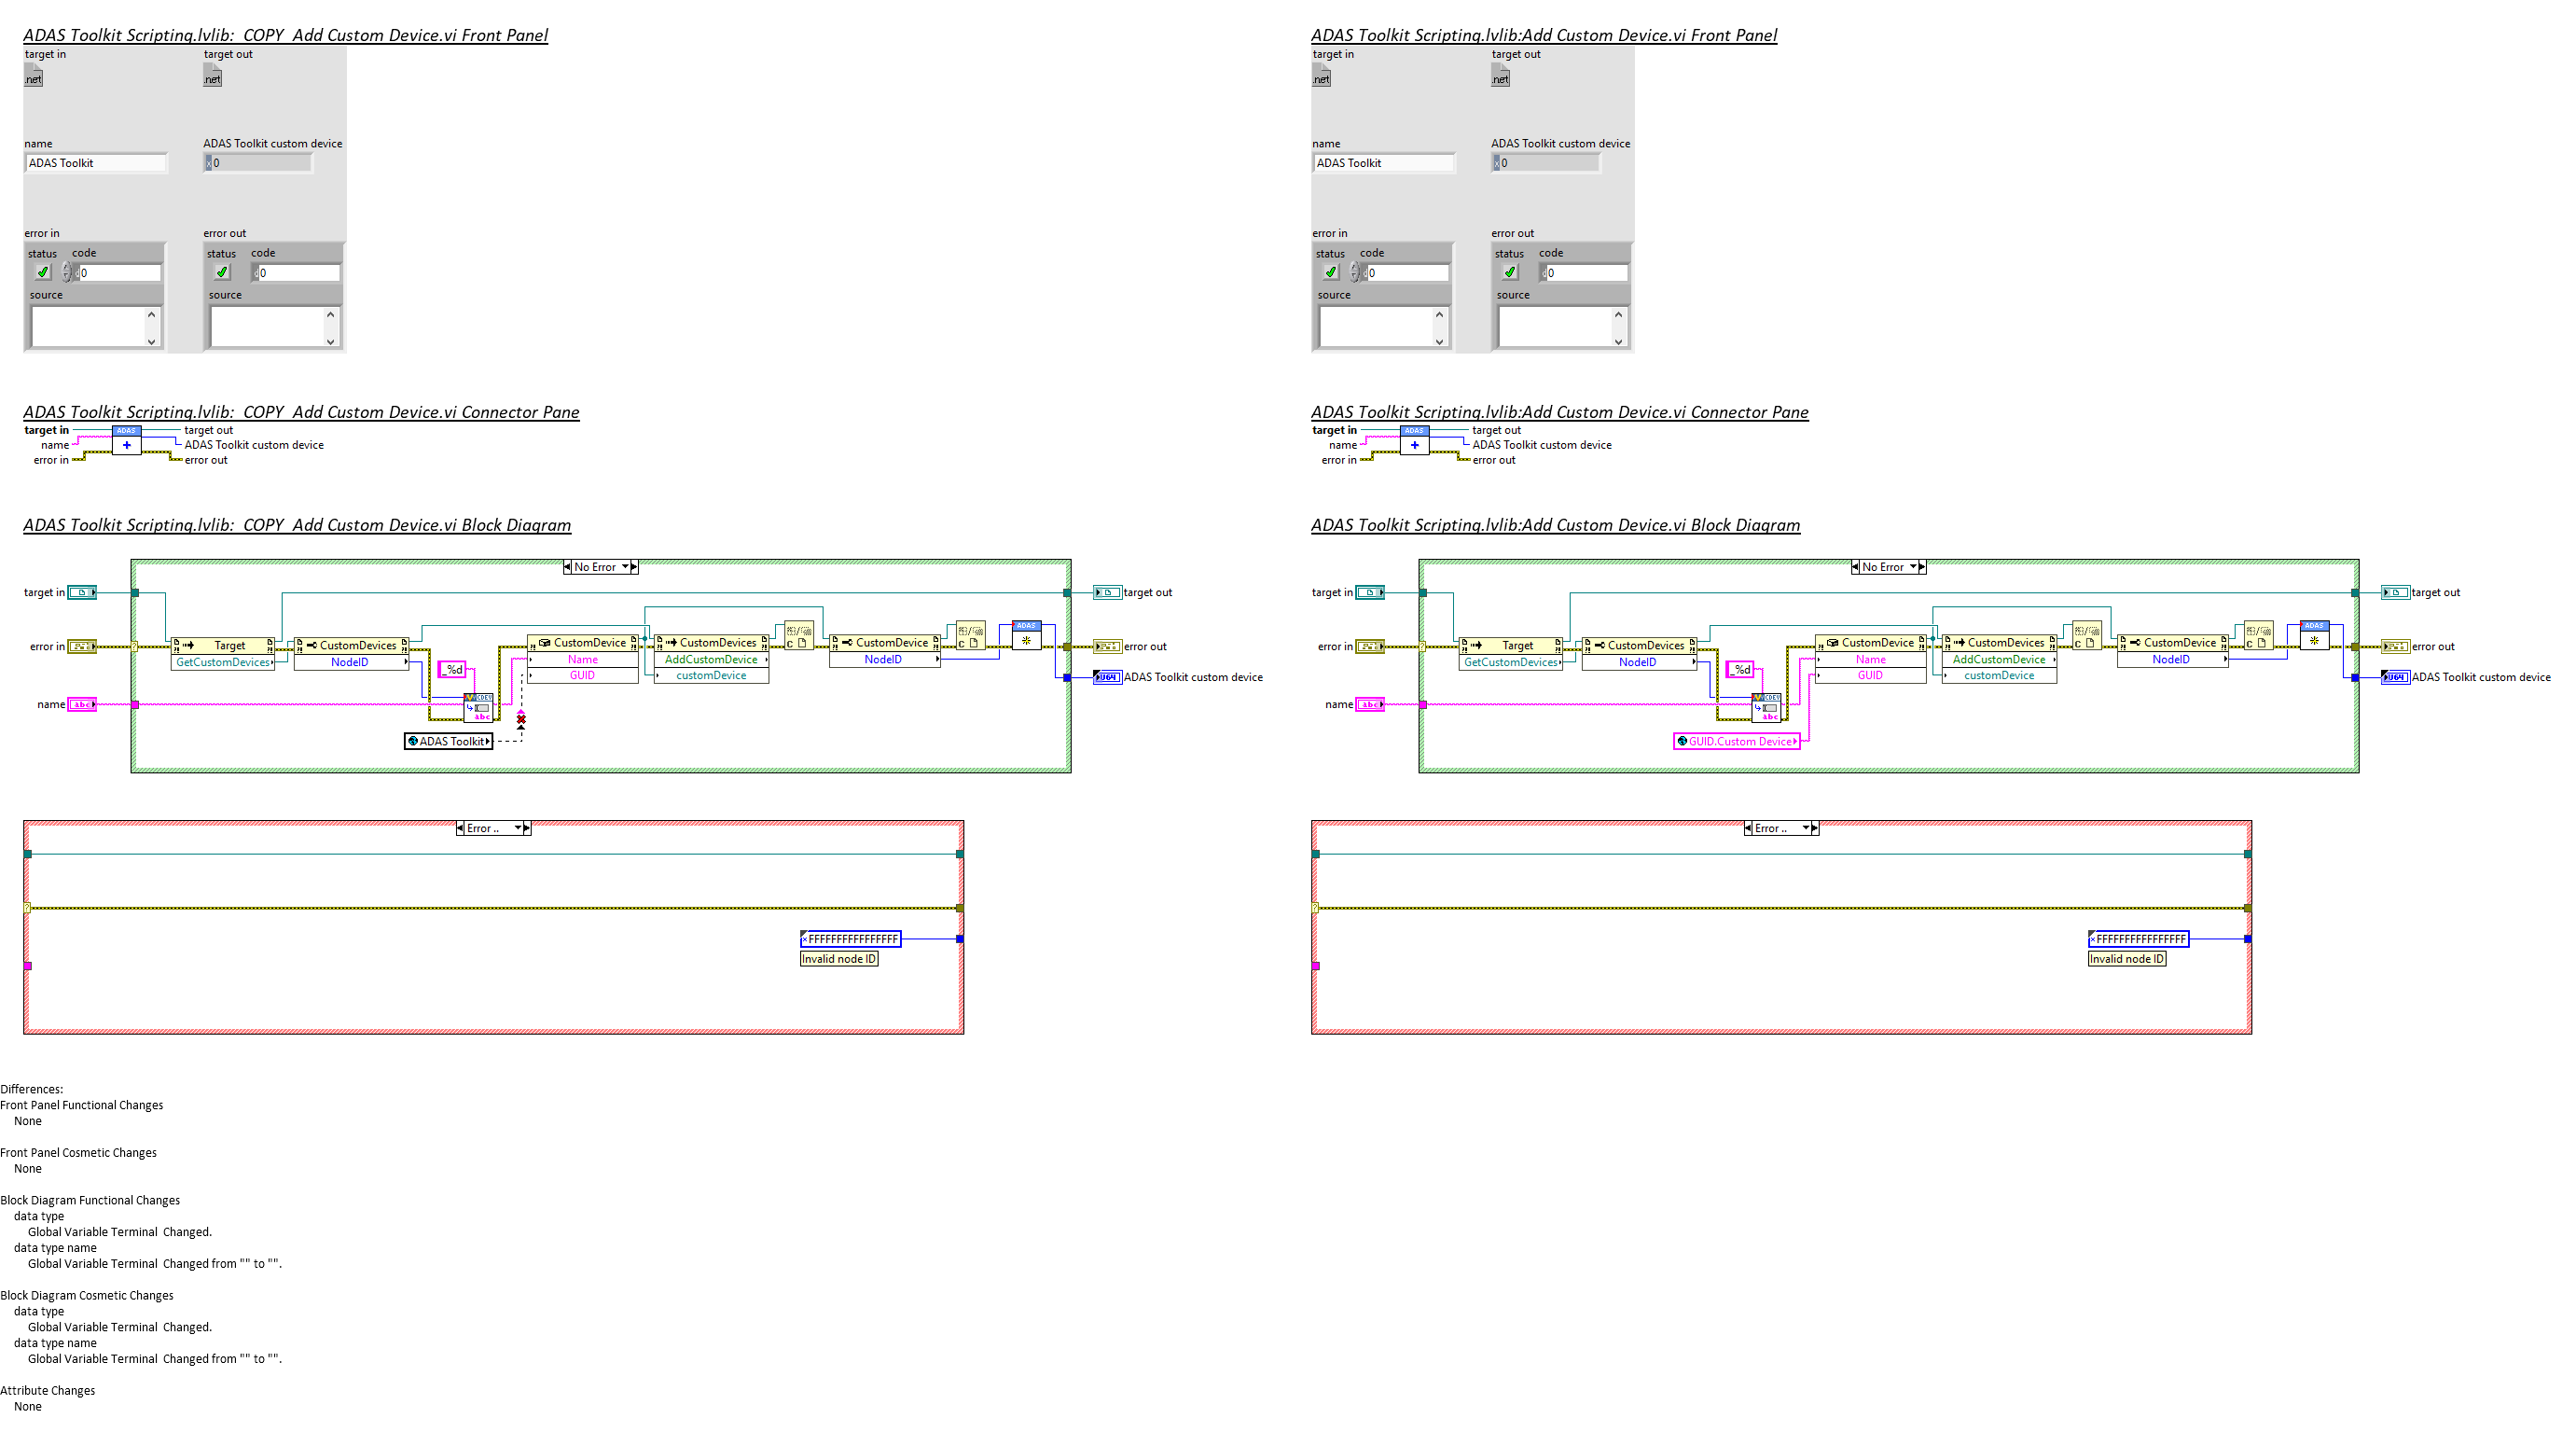 ADAS Toolkit Scripting.lvlib:_COPY_Add Custom Device.vi Front Panel
target in
target out
.net
.net
name
ADAS Toolkit custom device
ADAS Toolkit
x 0
error in
error out
status
code
status
code
0
0
source
source
ADAS Toolkit Scripting.lvlib:_COPY_Add Custom Device.vi Connector Pane
target in
ADAS
target out
name
ADAS Toolkit custom device
error in
error out
ADAS Toolkit Scripting.lvlib:_COPY_Add Custom Device.vi Block Diagram
No Error
target in
target out
ADAS
error in
Target
CustomDevices
CustomDevice
CustomDevices
CustomDevice
error out
GetCustomDevices
NodeID
Name
AddCustomDevice
NodeID
_%d
GUID
customDevice
U64
ADAS Toolkit custom device
name
abc
abc
ADAS Toolkit
Error ..
×FFFFFFFFFFFFFFFF
Invalid node ID
ADAS Toolkit Scripting.lvlib:Add Custom Device.vi Front Panel
target in
target out
.net
.net
name
ADAS Toolkit custom device
ADAS Toolkit
x 0
error in
error out
status
code
status
code
0
0
source
source
ADAS Toolkit Scripting.lvlib:Add Custom Device.vi Connector Pane
target in
ADAS
target out
name
ADAS Toolkit custom device
error in
error out
ADAS Toolkit Scripting.lvlib:Add Custom Device.vi Block Diagram
No Error
target in
target out
ADAS
error in
Target
CustomDevices
CustomDevice
CustomDevices
CustomDevice
error out
GetCustomDevices
NodeID
Name
AddCustomDevice
NodeID
_%d
GUID
customDevice
U64
ADAS Toolkit custom device
name
abc
abc
GUID.Custom Device
Error ..
×FFFFFFFFFFFFFFFF
Invalid node ID
Differences:
Front Panel Functional Changes
None
Front Panel Cosmetic Changes
None
Block Diagram Functional Changes
data type
Global Variable Terminal  Changed.
data type name
Global Variable Terminal  Changed from "" to "".
Block Diagram Cosmetic Changes
data type
Global Variable Terminal  Changed.
data type name
Global Variable Terminal  Changed from "" to "".
Attribute Changes
None